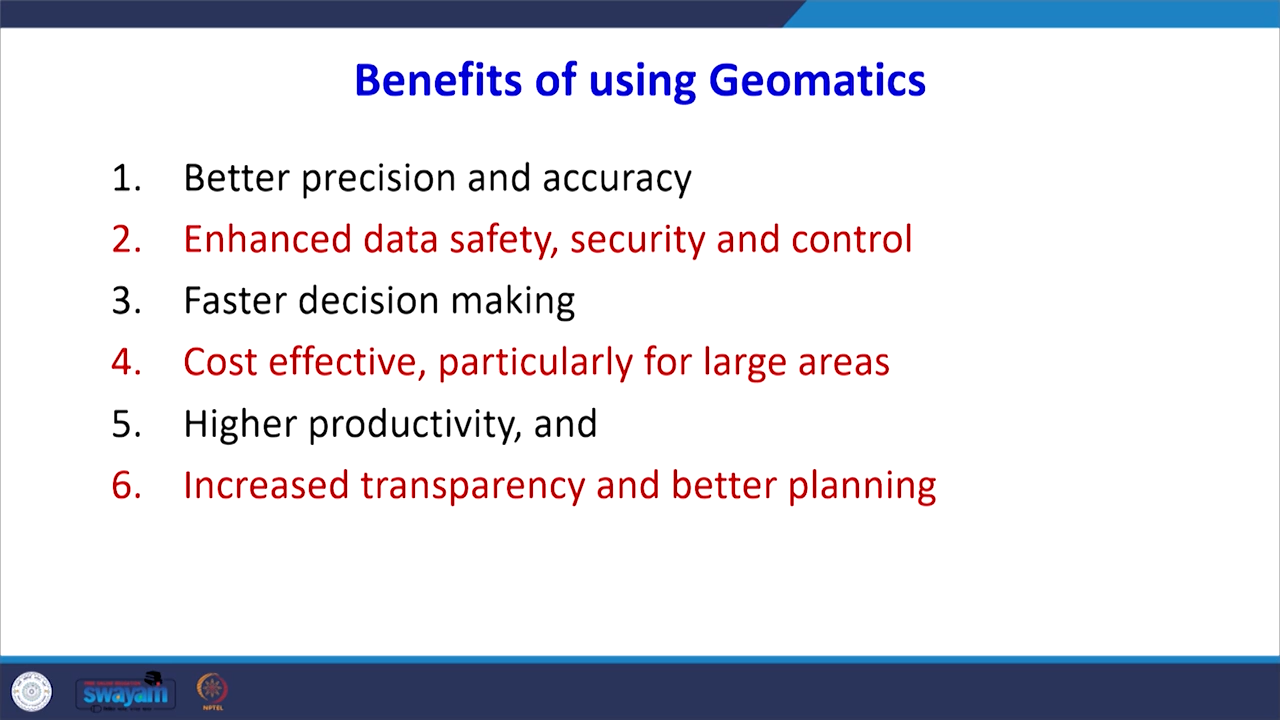 Benefits of using Geomatics
1. Better precision and accuracy
2. Enhanced data safety, security and control
3. Faster decision making
4. Cost effective, particularly for large areas
5. Higher productivity, and
6. Increased transparency and better planning
swayam
NPTEL